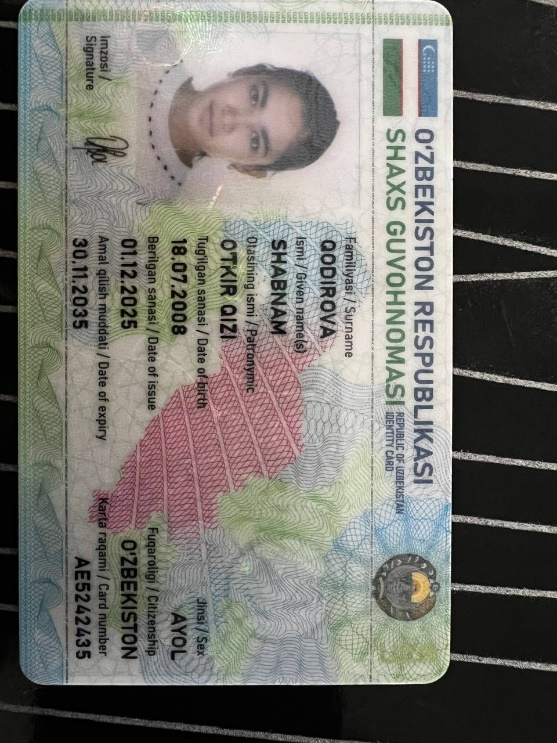 O'ZBEKISTON RESPUBLIKASI
SHAXS GUVOHNOMASI
REPUBLIC OF UZBEKISTAN
IDENTITY CARD
Familiyasi / Surname
QODIROVA
Ismi / Given name(s)
SHABNAM
Otasining ismi / Patronymic
O'TKIR QIZI
Tug'ilgan sanasi / Date of birth
18.07.2008
Jinsi / Sex
AYOL
Berilgan sanasi / Date of issue
01.12.2025
Fuqaroligi / Citizenship
O'ZBEKISTON
Amal qilish muddati / Date of expiry
30.11.2035
Karta raqami / Card number
AE5242435
Imzosi /
Signature